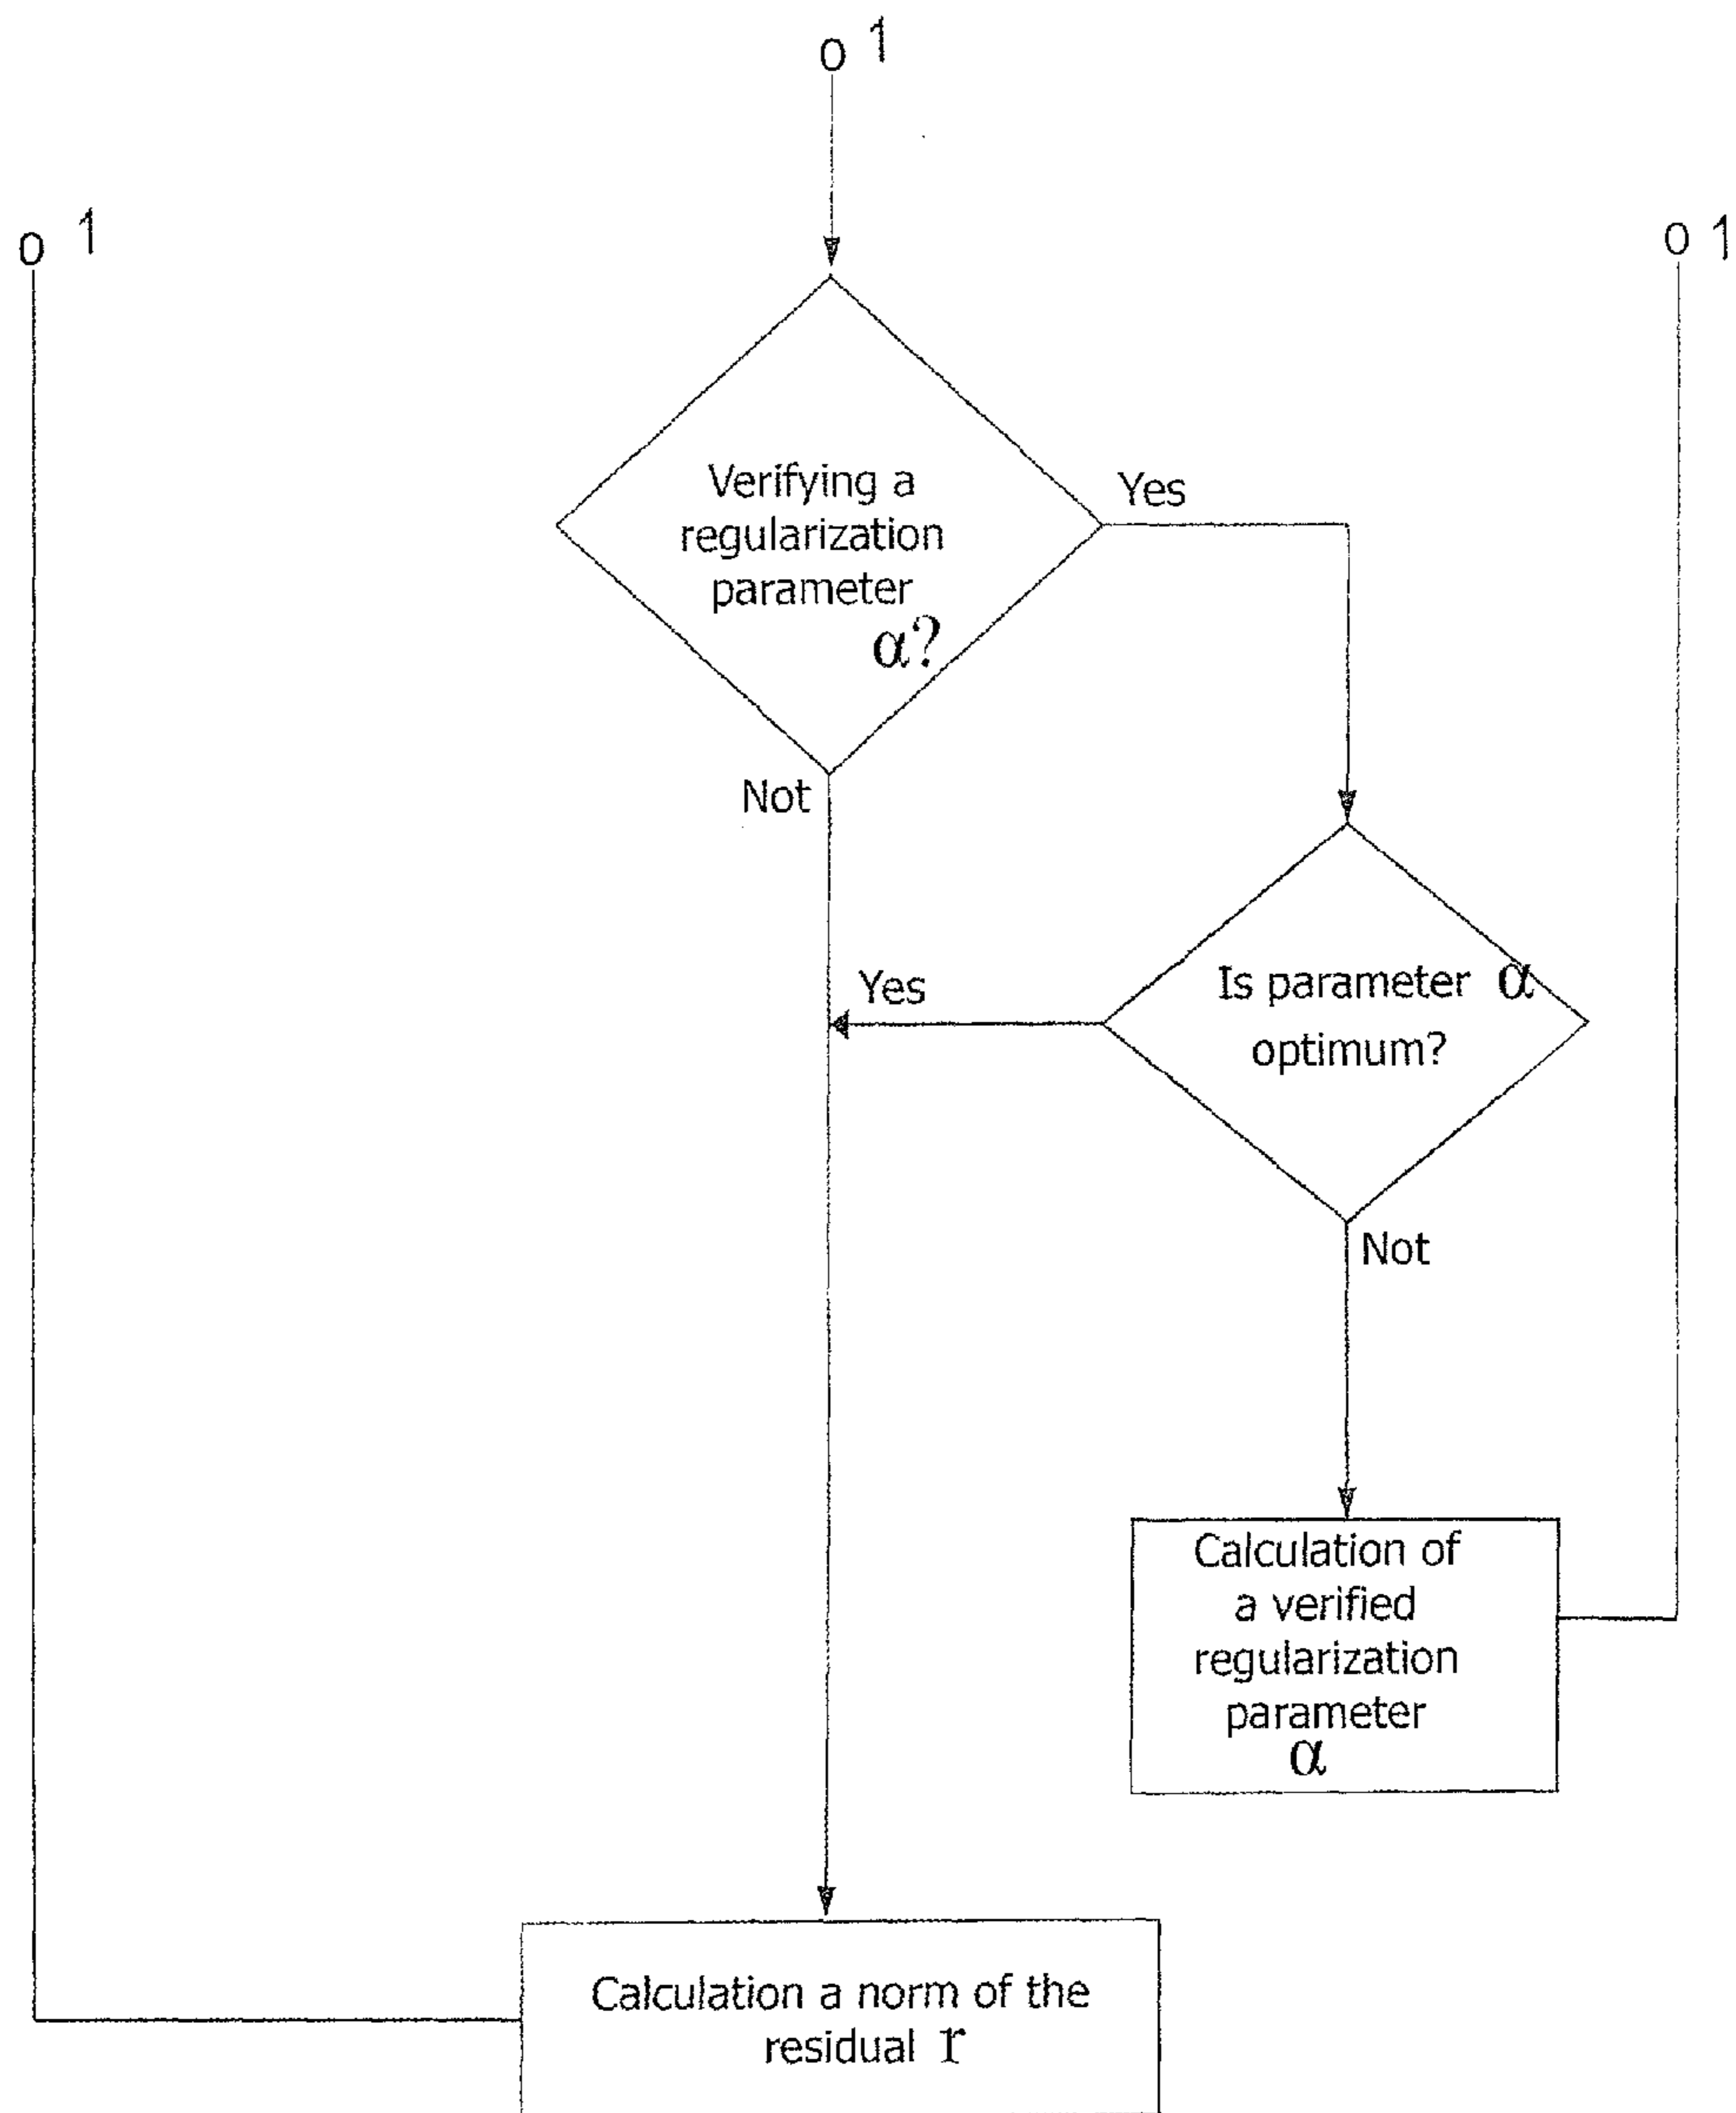 o 1
o 1
o 1
Verifying a
regularization
parameter
α?
Yes
Not
Is parameter α
optimum?
Yes
Not
Calculation of
a verified
regularization
parameter
α
Calculation a norm of the
residual r